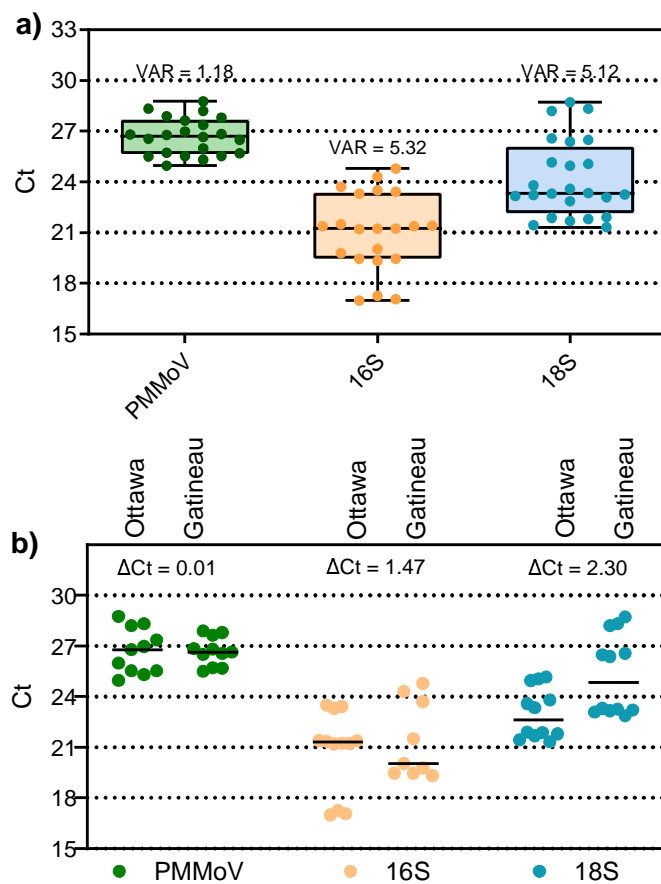 a)
33
30
27
24
21
18
15
Ct
VAR = 1.18
VAR = 5.32
VAR = 5.12
PMMoV
16S
18S
b)
Ottawa
Gatineau
Ottawa
Gatineau
Ottawa
Gatineau
ΔCt = 0.01
ΔCt = 1.47
ΔCt = 2.30
30
27
24
21
18
15
Ct
PMMoV
16S
18S